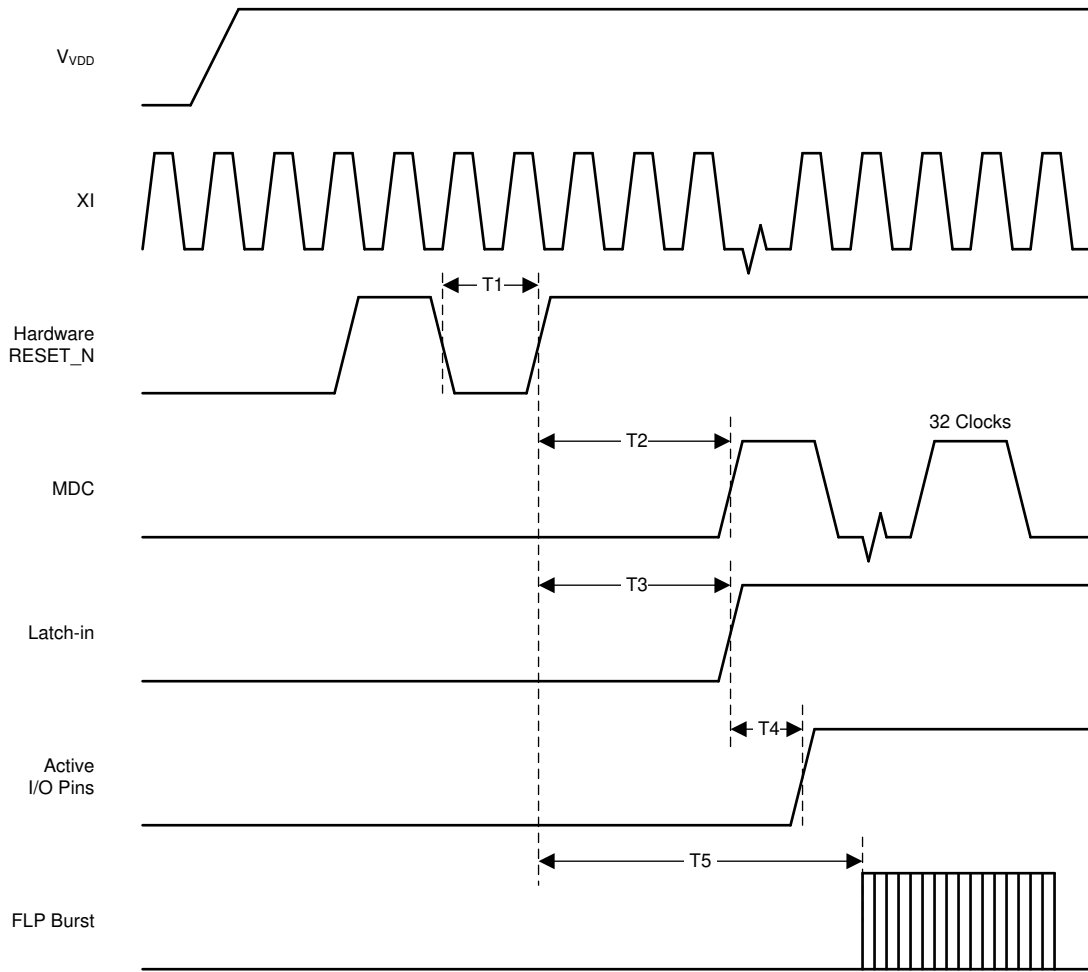 VVDD
XI
T1
Hardware
RESET_N
32 Clocks
T2
MDC
T3
Latch-in
T4
Active
I/O Pins
T5
FLP Burst